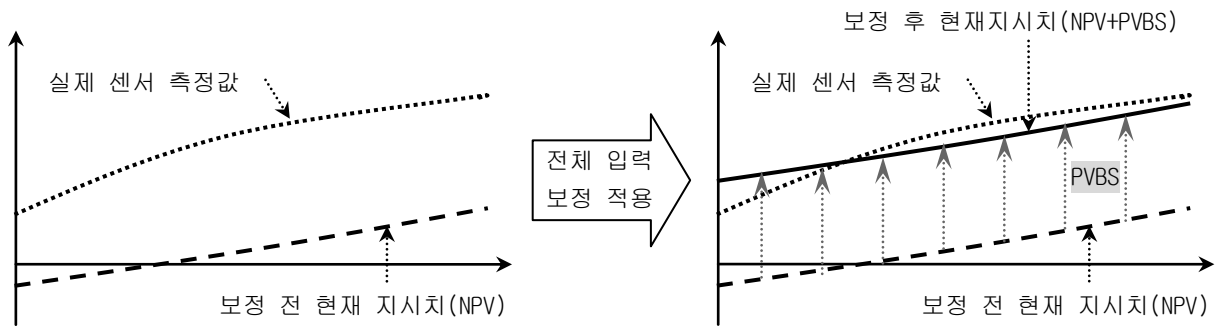 실제 센서 측정값
보정 전 현재 지시치(NPV)
전체 입력
보정 적용
보정 후 현재지시치(NPV+PVBS)
실제 센서 측정값
PVBS
보정 전 현재 지시치(NPV)